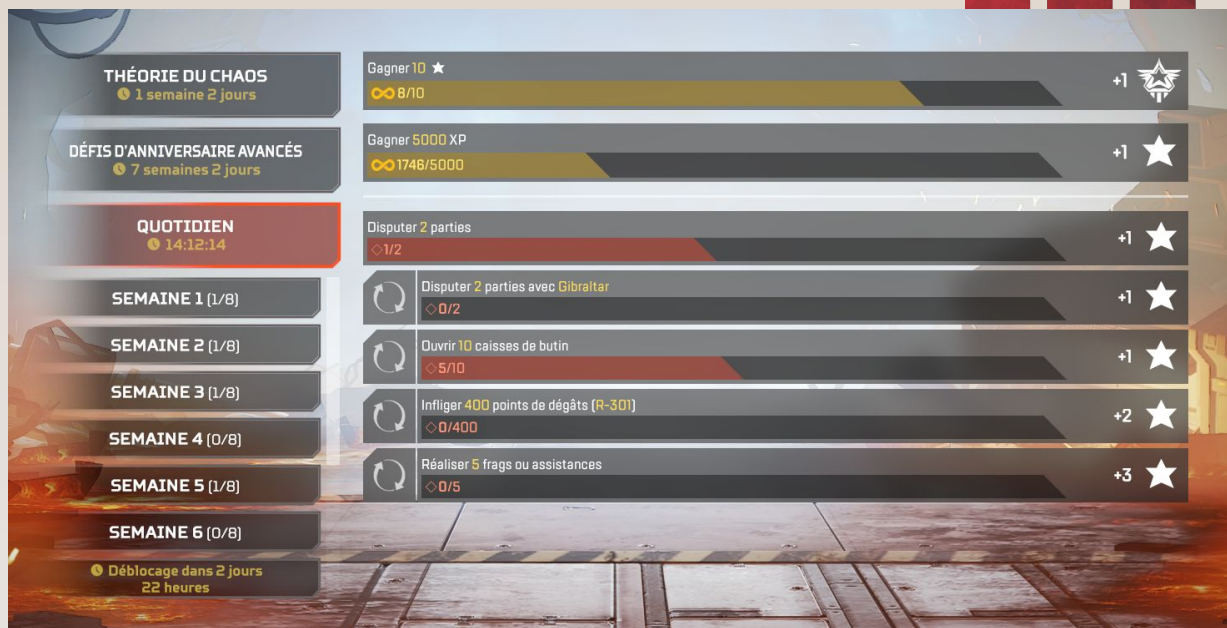 THÉORIE DU CHAOS
1 semaine 2 jours
DÉFIS D'ANNIVERSAIRE AVANCÉS
7 semaines 2 jours
QUOTIDIEN
14:12:14
SEMAINE 1 (1/8)
SEMAINE 2 (1/8)
SEMAINE 3 (1/8)
SEMAINE 4 (0/8)
SEMAINE 5 (1/8)
SEMAINE 6 (0/8)
Déblocage dans 2 jours
22 heures
Gagner 10 ★
8/10
+1
Gagner 5000 XP
1746/5000
+1
Disputer 2 parties
1/2
+1
Disputer 2 parties avec Gibraltar
0/2
+1
Ouvrir 10 caisses de butin
5/10
+1
Infliger 400 points de dégâts (R-301)
0/400
+2
Réaliser 5 frags ou assistances
0/5
+3